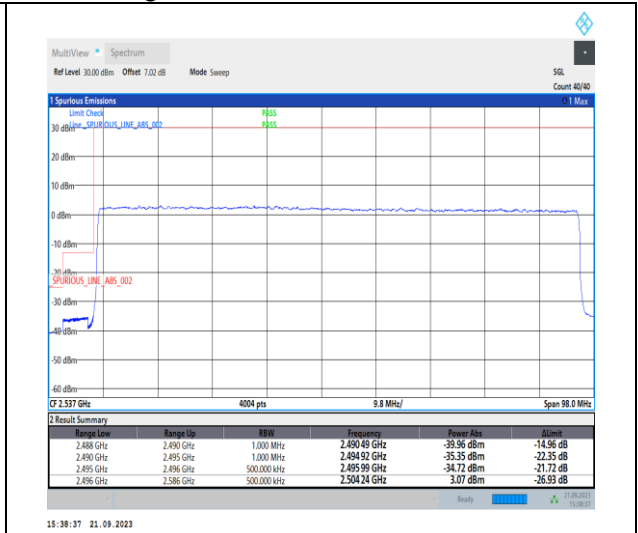 MultiView Spectrum
Ref Level 30.00 dBm Offset 7.02 dB Mode Sweep SGL
Count 40/40
1 Spurious Emissions 1 Max
Limit Check PASS
Line _SPURIOUS_LINE_ABS_002 PASS
30 dBm
20 dBm
10 dBm
0 dBm
-10 dBm
-20 dBm
_SPURIOUS_LINE_ABS_002
-30 dBm
-40 dBm
-50 dBm
-60 dBm
CF 2.537 GHz 4004 pts 9.8 MHz/ Span 98.0 MHz
2 Result Summary
Range Low Range Up RBW Frequency Power Abs ΔLimit
2.488 GHz 2.490 GHz 1.000 MHz 2.490 49 GHz -39.96 dBm -14.96 dB
2.490 GHz 2.495 GHz 1.000 MHz 2.494 92 GHz -35.35 dBm -22.35 dB
2.495 GHz 2.496 GHz 500.000 kHz 2.495 99 GHz -34.72 dBm -21.72 dB
2.496 GHz 2.586 GHz 500.000 kHz 2.504 24 GHz 3.07 dBm -26.93 dB
Ready 21.09.2023
15:38:37
15:38:37 21.09.2023